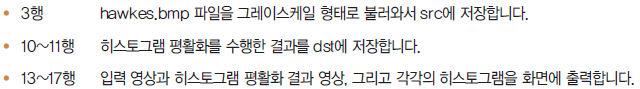 • 3행 hawkes.bmp 파일을 그레이스케일 형태로 불러와서 src에 저장합니다.
• 10~11행 히스토그램 평활화를 수행한 결과를 dst에 저장합니다.
• 13~17행 입력 영상과 히스토그램 평활화 결과 영상, 그리고 각각의 히스토그램을 화면에 출력합니다.